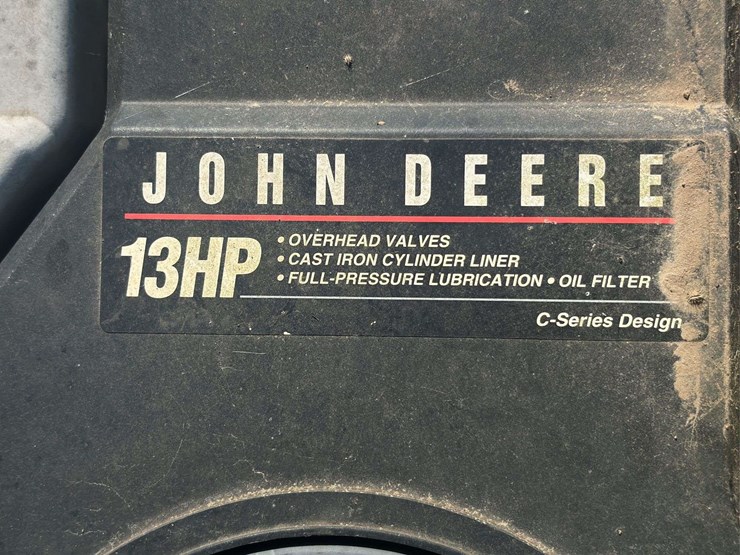 JOHN DEERE
13HP
• OVERHEAD VALVES
• CAST IRON CYLINDER LINER
• FULL-PRESSURE LUBRICATION • OIL FILTER
C-Series Design